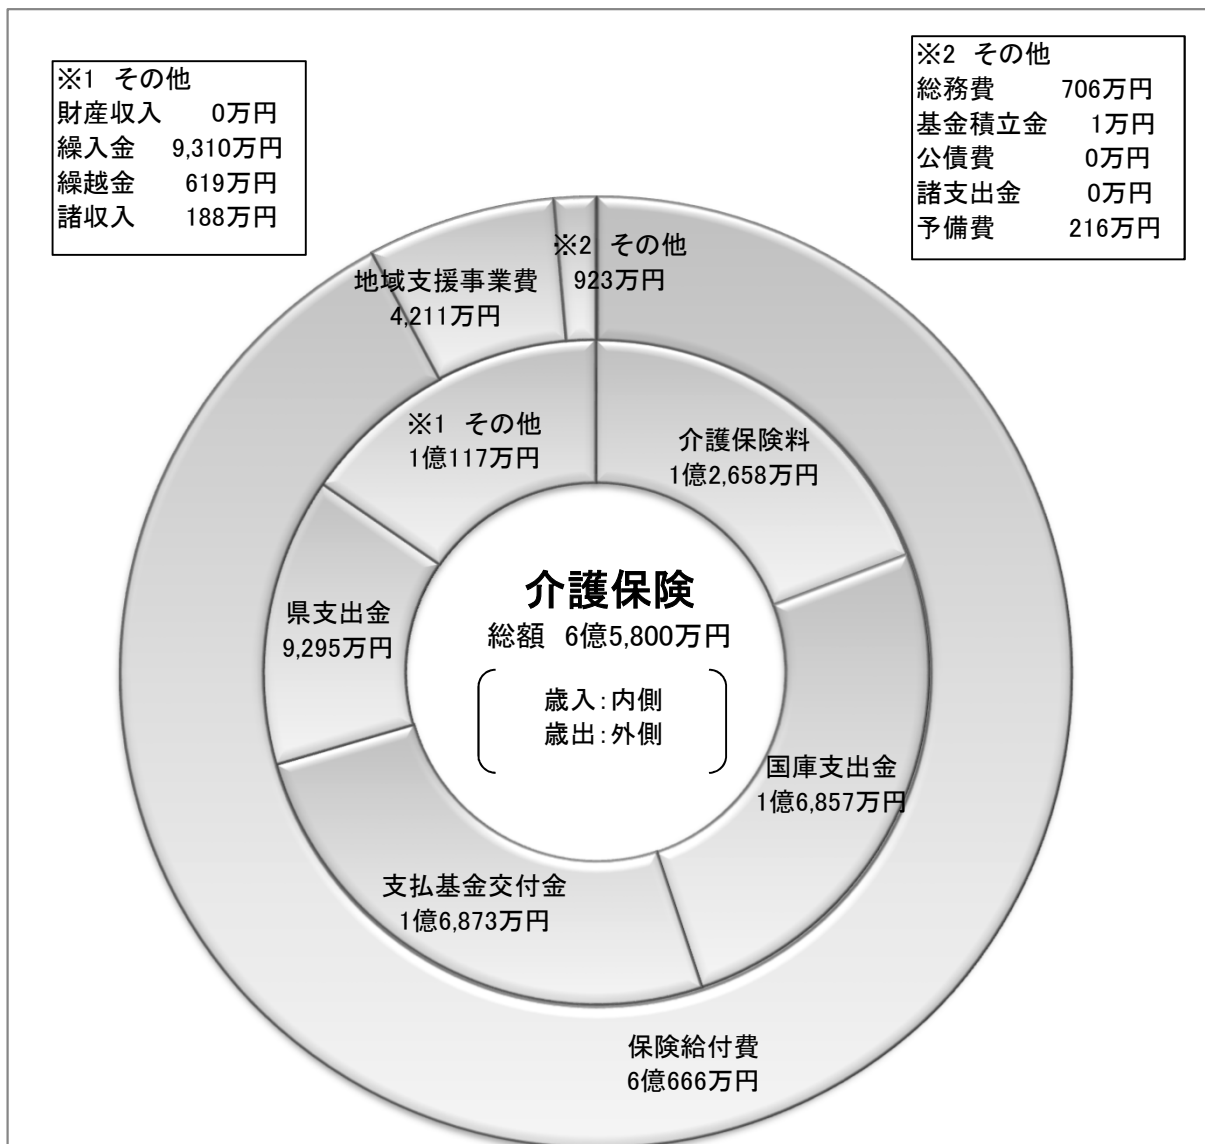 ※1 その他
財産収入 0万円
繰入金 9,310万円
繰越金 619万円
諸収入 188万円
※2 その他
総務費 706万円
基金積立金 1万円
公債費 0万円
諸支出金 0万円
予備費 216万円
※2 その他
923万円
地域支援事業費
4,211万円
※1 その他
1億117万円
介護保険料
1億2,658万円
介護保険
総額 6億5,800万円
歳入:内側
歳出:外側
県支出金
9,295万円
国庫支出金
1億6,857万円
支払基金交付金
1億6,873万円
保険給付費
6億666万円